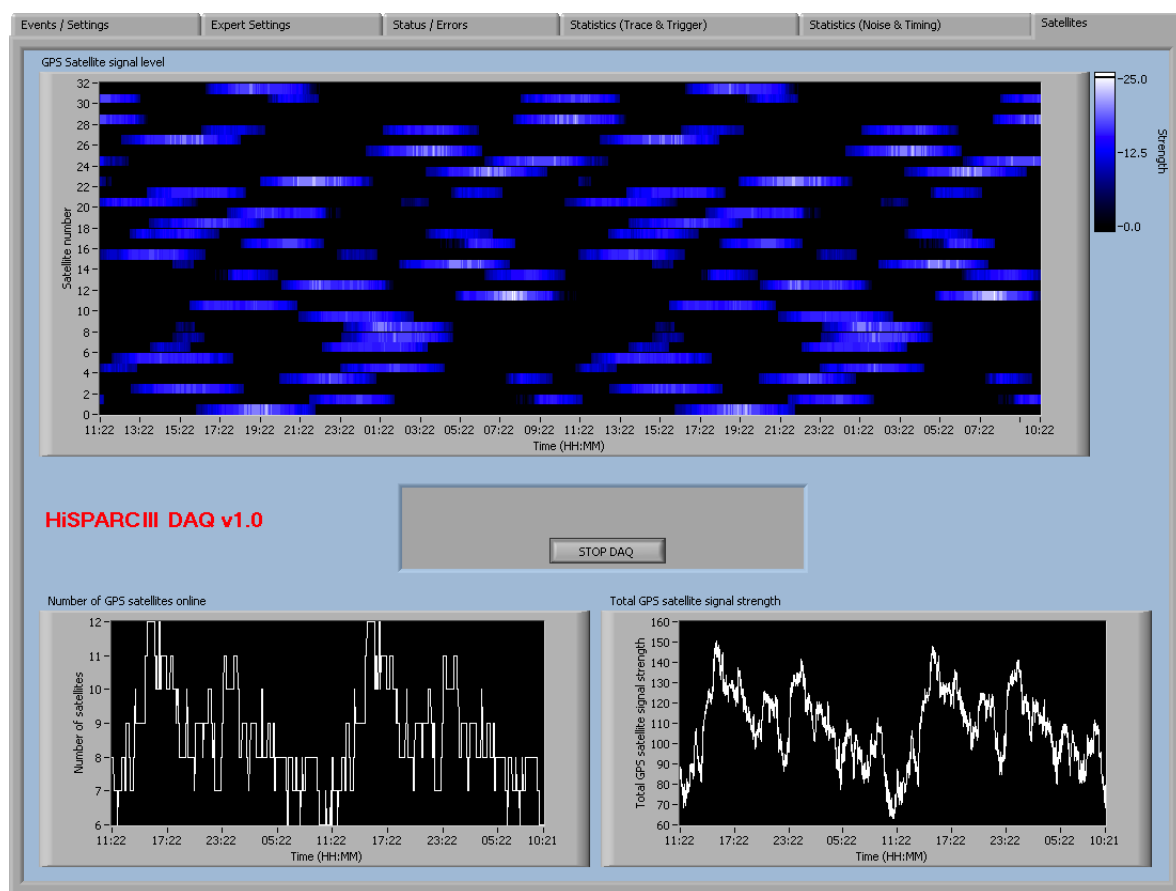 Events / Settings Expert Settings Status / Errors Statistics (Trace & Trigger) Statistics (Noise & Timing) Satellites
GPS Satellite signal level
32
30
28
26
24
22
20
18
16
14
12
10
8
6
4
2
0
Satellite number
11:22 13:22 15:22 17:22 19:22 21:22 23:22 01:22 03:22 05:22 07:22 09:22 11:22 13:22 15:22 17:22 19:22 21:22 23:22 01:22 03:22 05:22 07:22 10:22
Time (HH:MM)
25.0
12.5
0.0
Strength
HiSPARCIII DAQ v1.0
STOP DAQ
Number of GPS satellites online
12
11
10
9
8
7
6
Number of satellites
11:22 17:22 23:22 05:22 11:22 17:22 23:22 05:22 10:21
Time (HH:MM)
Total GPS satellite signal strength
160
150
140
130
120
110
100
90
80
70
60
Total GPS satellite signal strength
11:22 17:22 23:22 05:22 11:22 17:22 23:22 05:22 10:21
Time (HH:MM)